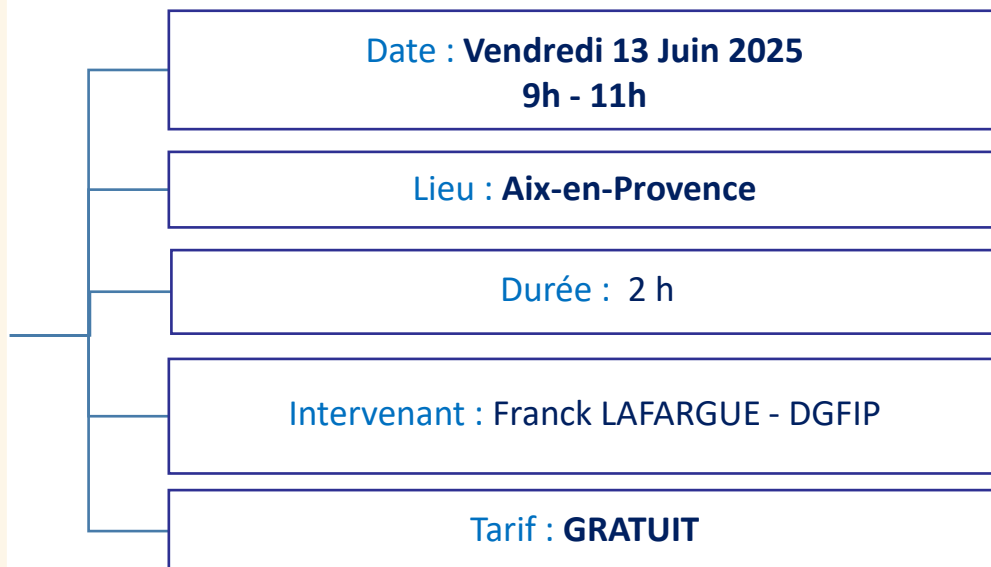 Date : Vendredi 13 Juin 2025
9h - 11h
Lieu : Aix-en-Provence
Durée : 2 h
Intervenant : Franck LAFARGUE - DGFIP
Tarif : GRATUIT